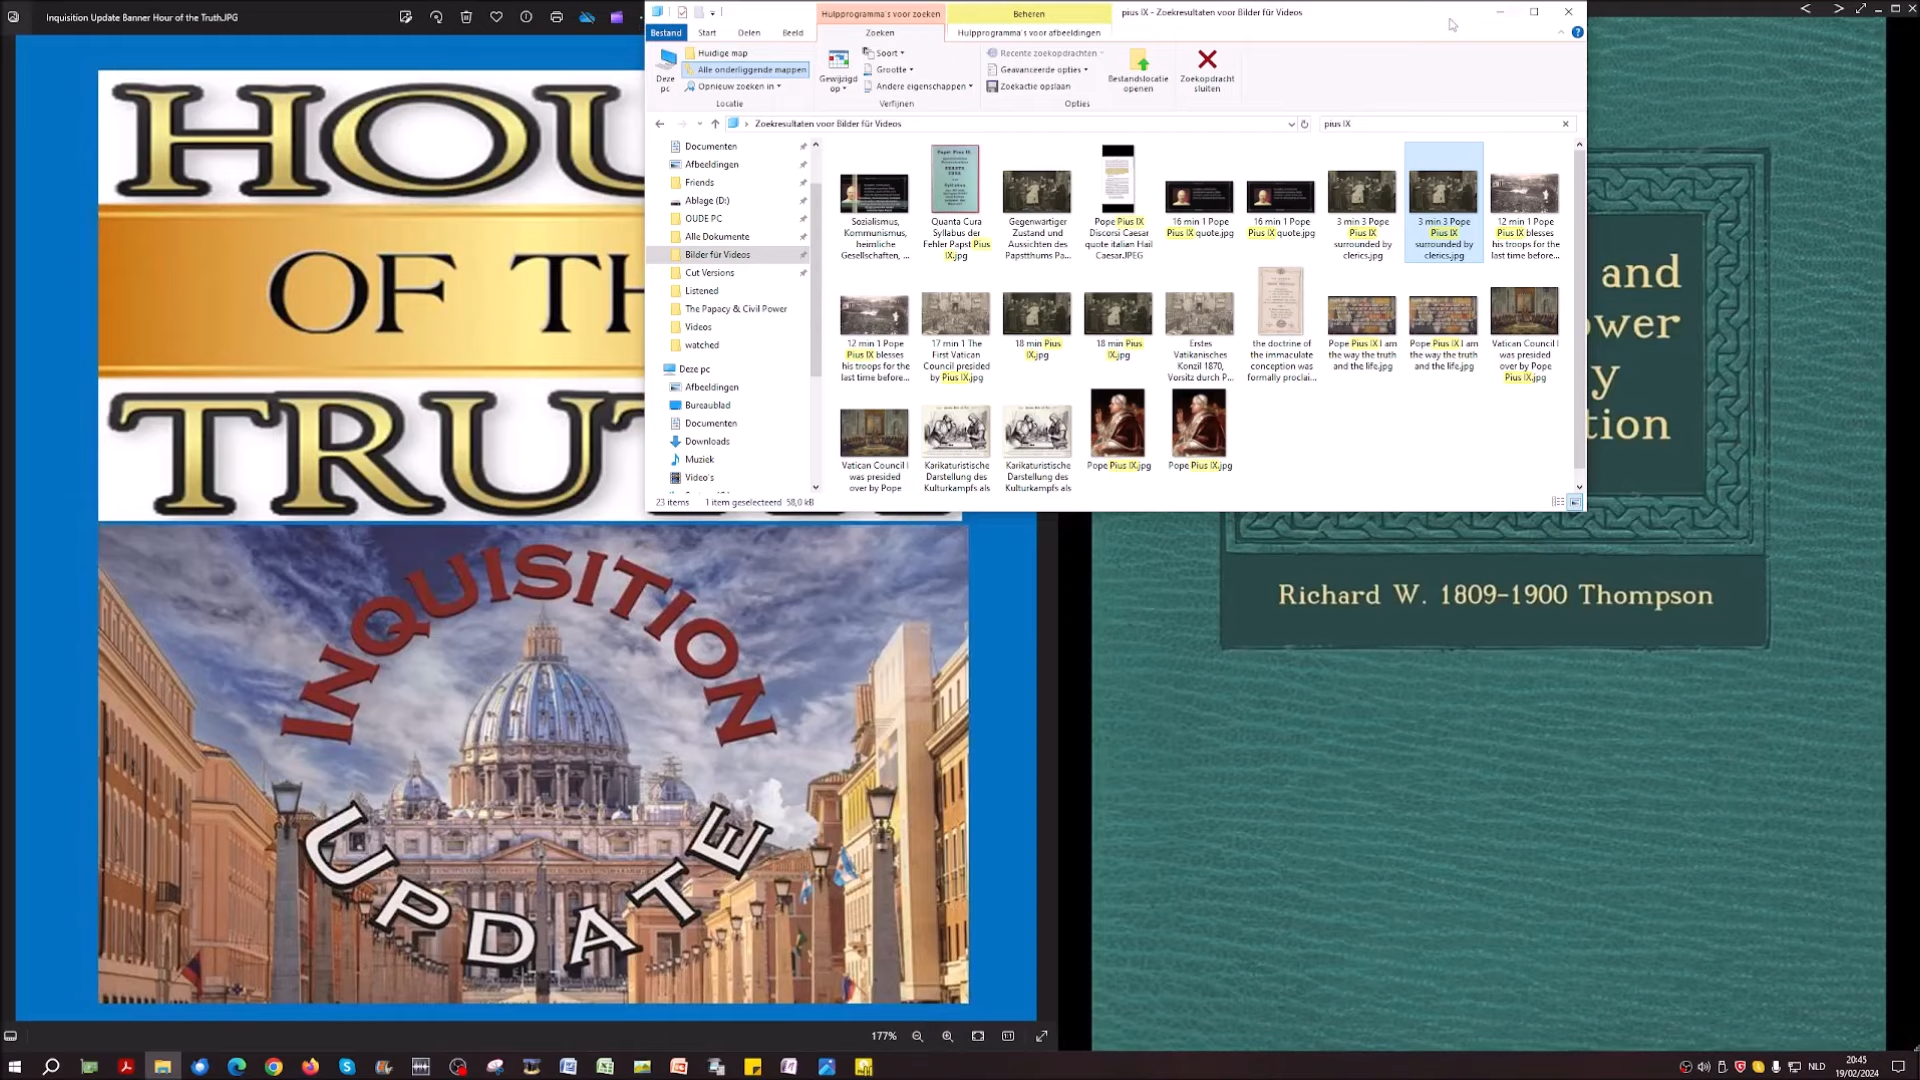 Inquisition Update Banner Hour of the Truth.JPG
HOU
OF TH
TRUT
INQUISITION
UPDATE
177%
Hulpprogramma's voor zoeken
Beheren
pius IX - Zoekresultaten voor Bilder für Videos
Bestand
Start
Delen
Beeld
Zoeken
Hulpprogramma's voor afbeeldingen
Deze pc
Huidige map
Alle onderliggende mappen
Opnieuw zoeken in
Locatie
Gewijzigd op
Soort
Grootte
Andere eigenschappen
Verfijnen
Recente zoekopdrachten
Geavanceerde opties
Zoekactie opslaan
Opties
Bestandslocatie openen
Zoekopdracht sluiten
Zoekresultaten voor Bilder für Videos
pius IX
Documenten
Afbeeldingen
Friends
Ablage (D:)
OUDE PC
Alle Dokumente
Bilder für Videos
Cut Versions
Listened
The Papacy & Civil Power
Videos
watched
Deze pc
Afbeeldingen
Bureaublad
Documenten
Downloads
Muziek
Video's
Sozialismus, Kommunismus, heimliche Gesellschaften, ...
Quanta Cura Syllabus der Fehler Papst Pius IX.jpg
Gegenwartiger Zustand und Aussichten des Papstthums Pa...
Pope Pius IX Discorsi Caesar quote italian Hail Caesar.JPEG
16 min 1 Pope Pius IX quote.jpg
16 min 1 Pope Pius IX quote.jpg
3 min 3 Pope Pius IX surrounded by clerics.jpg
3 min 3 Pope Pius IX surrounded by clerics.jpg
12 min 1 Pope Pius IX blesses his troops for the last time before...
12 min 1 Pope Pius IX blesses his troops for the last time before...
17 min 1 The First Vatican Council presided by Pius IX.jpg
18 min Pius IX.jpg
18 min Pius IX.jpg
Erstes Vatikanisches Konzil 1870, Vorsitz durch P...
the doctrine of the immaculate conception was formally proclai...
Pope Pius IX I am the way the truth and the life.jpg
Pope Pius IX I am the way the truth and the life.jpg
Vatican Council I was presided over by Pope Pius IX.jpg
Vatican Council I was presided over by Pope
Karikaturistische Darstellung des Kulturkampfs als
Karikaturistische Darstellung des Kulturkampfs als
Pope Pius IX.jpg
Pope Pius IX.jpg
23 items
1 item geselecteerd 58,0 kB
and
ower
y
tion
Richard W. 1809-1900 Thompson
NLD
20:45
19/02/2024